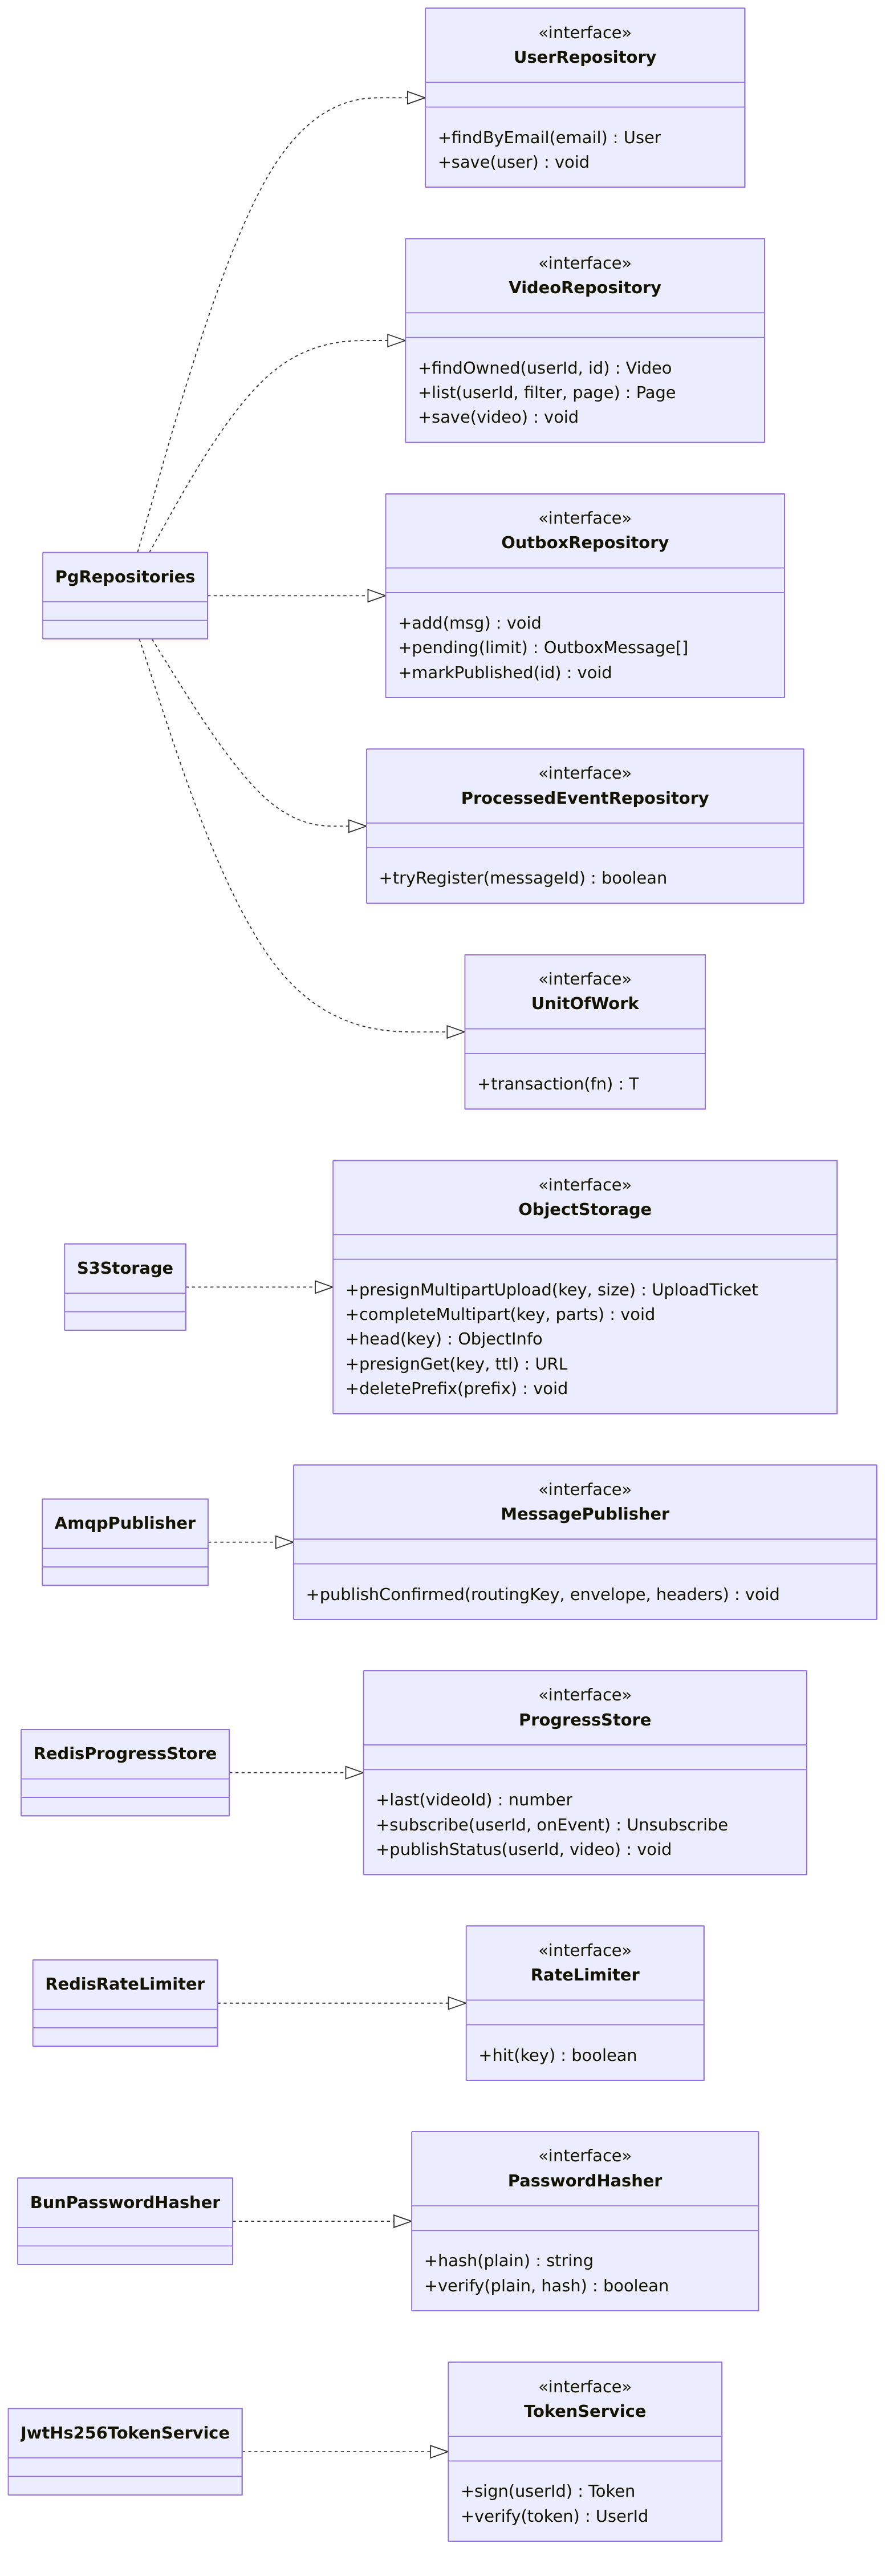 «interface»
UserRepository
+findByEmail(email) : User
+save(user) : void
«interface»
VideoRepository
+findOwned(userId, id) : Video
+list(userId, filter, page) : Page
+save(video) : void
PgRepositories
«interface»
OutboxRepository
+add(msg) : void
+pending(limit) : OutboxMessage[]
+markPublished(id) : void
«interface»
ProcessedEventRepository
+tryRegister(messageId) : boolean
«interface»
UnitOfWork
+transaction(fn) : T
S3Storage
«interface»
ObjectStorage
+presignMultipartUpload(key, size) : UploadTicket
+completeMultipart(key, parts) : void
+head(key) : ObjectInfo
+presignGet(key, ttl) : URL
+deletePrefix(prefix) : void
AmqpPublisher
«interface»
MessagePublisher
+publishConfirmed(routingKey, envelope, headers) : void
RedisProgressStore
«interface»
ProgressStore
+last(videoId) : number
+subscribe(userId, onEvent) : Unsubscribe
+publishStatus(userId, video) : void
RedisRateLimiter
«interface»
RateLimiter
+hit(key) : boolean
BunPasswordHasher
«interface»
PasswordHasher
+hash(plain) : string
+verify(plain, hash) : boolean
JwtHs256TokenService
«interface»
TokenService
+sign(userId) : Token
+verify(token) : UserId